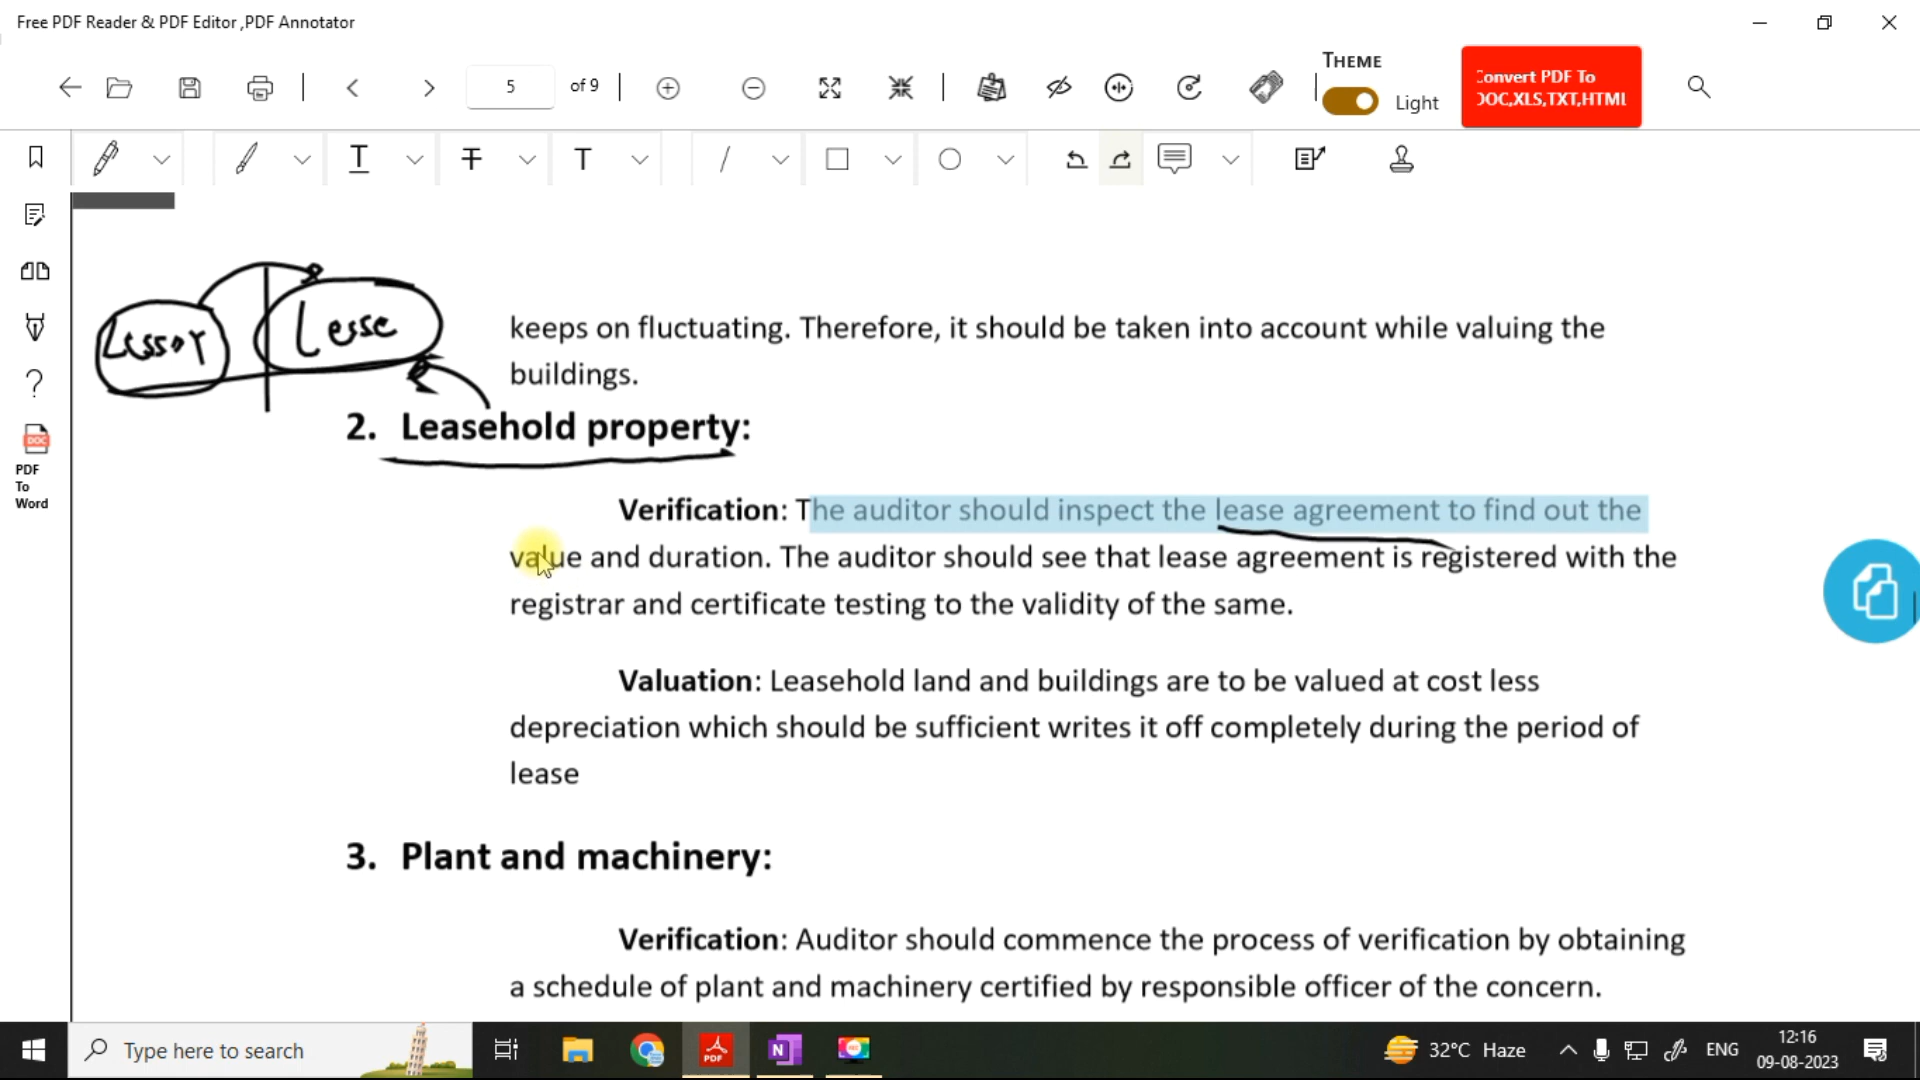 Free PDF Reader & PDF Editor ,PDF Annotator
5 of 9
THEME
Light
Convert PDF To
DOC,XLS,TXT,HTML
T T T
Lessor Lesse
keeps on fluctuating. Therefore, it should be taken into account while valuing the
buildings.
2. Leasehold property:
DOC
PDF
To
Word
Verification: The auditor should inspect the lease agreement to find out the
value and duration. The auditor should see that lease agreement is registered with the
registrar and certificate testing to the validity of the same.
Valuation: Leasehold land and buildings are to be valued at cost less
depreciation which should be sufficient writes it off completely during the period of
lease
3. Plant and machinery:
Verification: Auditor should commence the process of verification by obtaining
a schedule of plant and machinery certified by responsible officer of the concern.
Type here to search
PDF
N
32°C Haze
ENG
12:16
09-08-2023